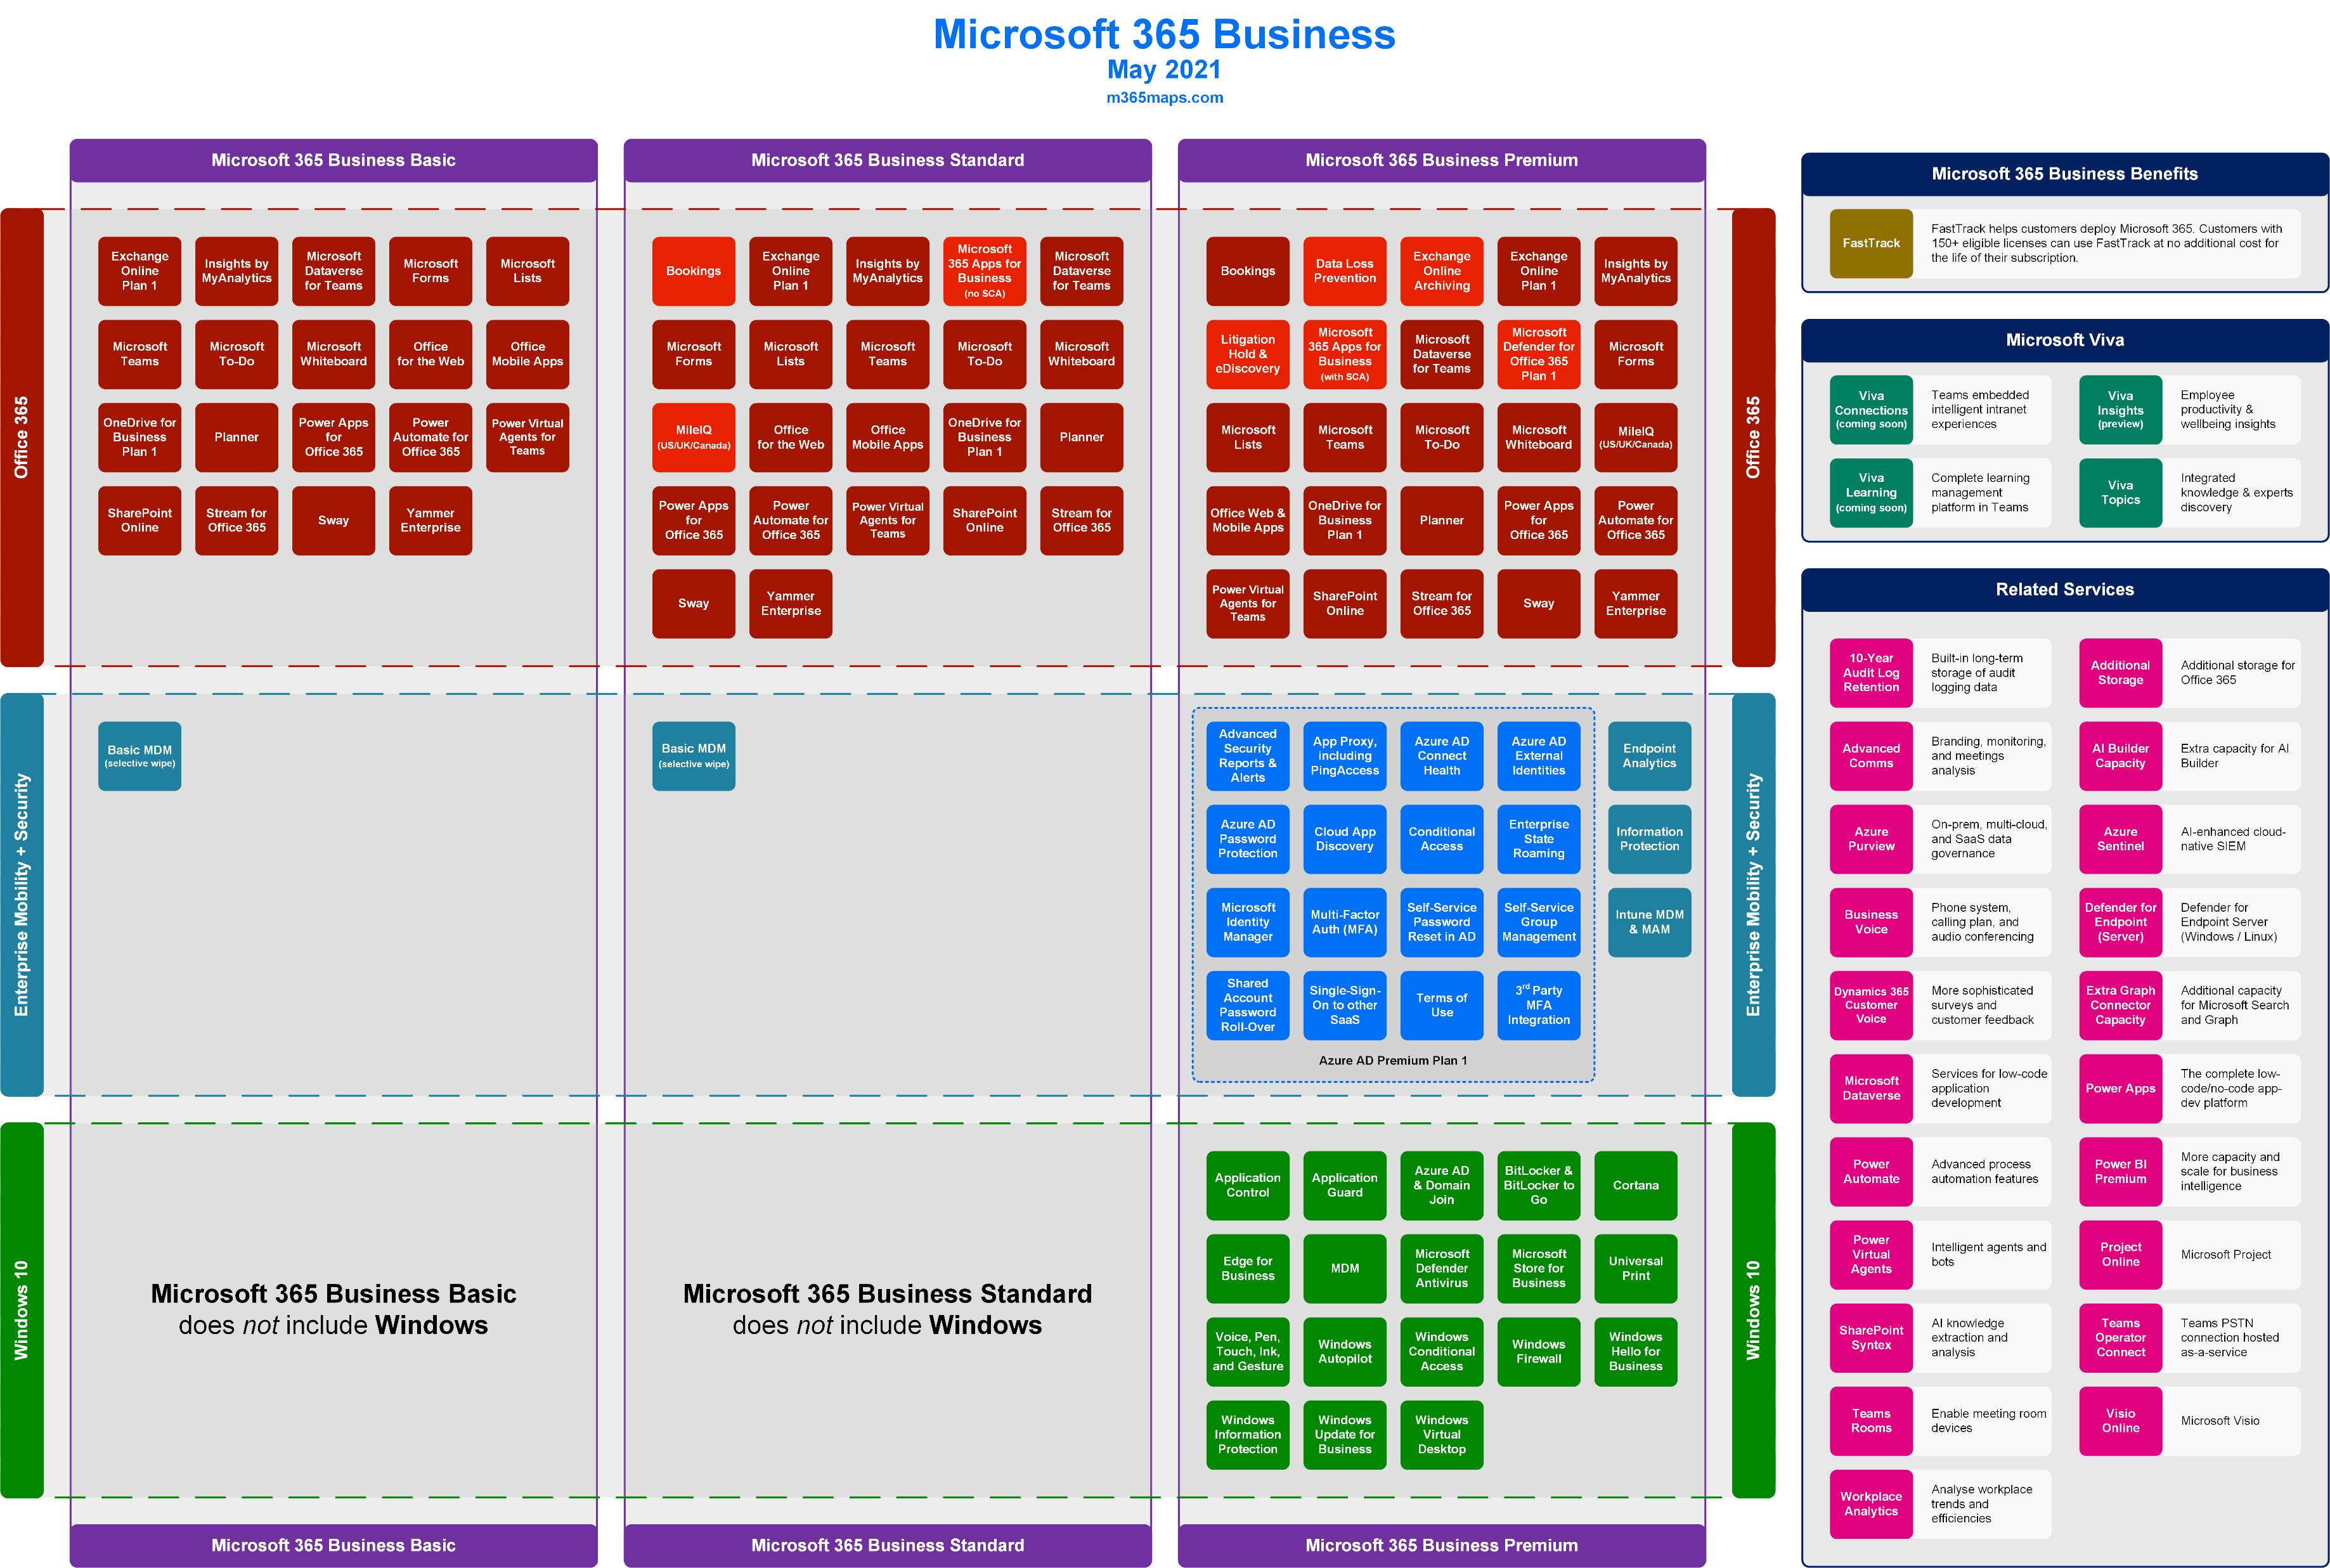 Microsoft 365 Business
May 2021
m365maps.com
Microsoft 365 Business Basic
Microsoft 365 Business Standard
Microsoft 365 Business Premium
Office 365
Exchange
Online
Plan 1
Insights by
MyAnalytics
Microsoft
Dataverse
for Teams
Microsoft
Forms
Microsoft
Lists
Microsoft
Teams
Microsoft
To-Do
Microsoft
Whiteboard
Office
for the Web
Office
Mobile Apps
OneDrive for
Business
Plan 1
Planner
Power Apps
for
Office 365
Power
Automate for
Office 365
Power Virtual
Agents for
Teams
SharePoint
Online
Stream for
Office 365
Sway
Yammer
Enterprise
Bookings
Exchange
Online
Plan 1
Insights by
MyAnalytics
Microsoft
365 Apps for
Business
(no SCA)
Microsoft
Dataverse
for Teams
Microsoft
Forms
Microsoft
Lists
Microsoft
Teams
Microsoft
To-Do
Microsoft
Whiteboard
MileIQ
(US/UK/Canada)
Office
for the Web
Office
Mobile Apps
OneDrive for
Business
Plan 1
Planner
Power Apps
for
Office 365
Power
Automate for
Office 365
Power Virtual
Agents for
Teams
SharePoint
Online
Stream for
Office 365
Sway
Yammer
Enterprise
Bookings
Data Loss
Prevention
Exchange
Online
Archiving
Exchange
Online
Plan 1
Insights by
MyAnalytics
Litigation
Hold &
eDiscovery
Microsoft
365 Apps for
Business
(with SCA)
Microsoft
Dataverse
for Teams
Microsoft
Defender for
Office 365
Plan 1
Microsoft
Forms
Microsoft
Lists
Microsoft
Teams
Microsoft
To-Do
Microsoft
Whiteboard
MileIQ
(US/UK/Canada)
Office Web &
Mobile Apps
OneDrive for
Business
Plan 1
Planner
Power Apps
for
Office 365
Power
Automate for
Office 365
Power Virtual
Agents for
Teams
SharePoint
Online
Stream for
Office 365
Sway
Yammer
Enterprise
Office 365
Enterprise Mobility + Security
Basic MDM
(selective wipe)
Basic MDM
(selective wipe)
Advanced
Security
Reports &
Alerts
App Proxy,
including
PingAccess
Azure AD
Connect
Health
Azure AD
External
Identities
Endpoint
Analytics
Azure AD
Password
Protection
Cloud App
Discovery
Conditional
Access
Enterprise
State
Roaming
Information
Protection
Microsoft
Identity
Manager
Multi-Factor
Auth (MFA)
Self-Service
Password
Reset in AD
Self-Service
Group
Management
Intune MDM
& MAM
Shared
Account
Password
Roll-Over
Single-Sign-
On to other
SaaS
Terms of
Use
3rd Party
MFA
Integration
Azure AD Premium Plan 1
Enterprise Mobility + Security
Windows 10
Microsoft 365 Business Basic
does not include Windows
Microsoft 365 Business Standard
does not include Windows
Application
Control
Application
Guard
Azure AD
& Domain
Join
BitLocker &
BitLocker to
Go
Cortana
Edge for
Business
MDM
Microsoft
Defender
Antivirus
Microsoft
Store for
Business
Universal
Print
Voice, Pen,
Touch, Ink,
and Gesture
Windows
Autopilot
Windows
Conditional
Access
Windows
Firewall
Windows
Hello for
Business
Windows
Information
Protection
Windows
Update for
Business
Windows
Virtual
Desktop
Windows 10
Microsoft 365 Business Basic
Microsoft 365 Business Standard
Microsoft 365 Business Premium
Microsoft 365 Business Benefits
FastTrack
FastTrack helps customers deploy Microsoft 365. Customers with
150+ eligible licenses can use FastTrack at no additional cost for
the life of their subscription.
Microsoft Viva
Viva
Connections
(coming soon)
Teams embedded
intelligent intranet
experiences
Viva
Insights
(preview)
Employee
productivity &
wellbeing insights
Viva
Learning
(coming soon)
Complete learning
management
platform in Teams
Viva
Topics
Integrated
knowledge & experts
discovery
Related Services
10-Year
Audit Log
Retention
Built-in long-term
storage of audit
logging data
Additional
Storage
Additional storage for
Office 365
Advanced
Comms
Branding, monitoring,
and meetings
analysis
AI Builder
Capacity
Extra capacity for AI
Builder
Azure
Purview
On-prem, multi-cloud,
and SaaS data
governance
Azure
Sentinel
AI-enhanced cloud-
native SIEM
Business
Voice
Phone system,
calling plan, and
audio conferencing
Defender for
Endpoint
(Server)
Defender for
Endpoint Server
(Windows / Linux)
Dynamics 365
Customer
Voice
More sophisticated
surveys and
customer feedback
Extra Graph
Connector
Capacity
Additional capacity
for Microsoft Search
and Graph
Microsoft
Dataverse
Services for low-code
application
development
Power Apps
The complete low-
code/no-code app-
dev platform
Power
Automate
Advanced process
automation features
Power BI
Premium
More capacity and
scale for business
intelligence
Power
Virtual
Agents
Intelligent agents and
bots
Project
Online
Microsoft Project
SharePoint
Syntex
AI knowledge
extraction and
analysis
Teams
Operator
Connect
Teams PSTN
connection hosted
as-a-service
Teams
Rooms
Enable meeting room
devices
Visio
Online
Microsoft Visio
Workplace
Analytics
Analyse workplace
trends and
efficiencies